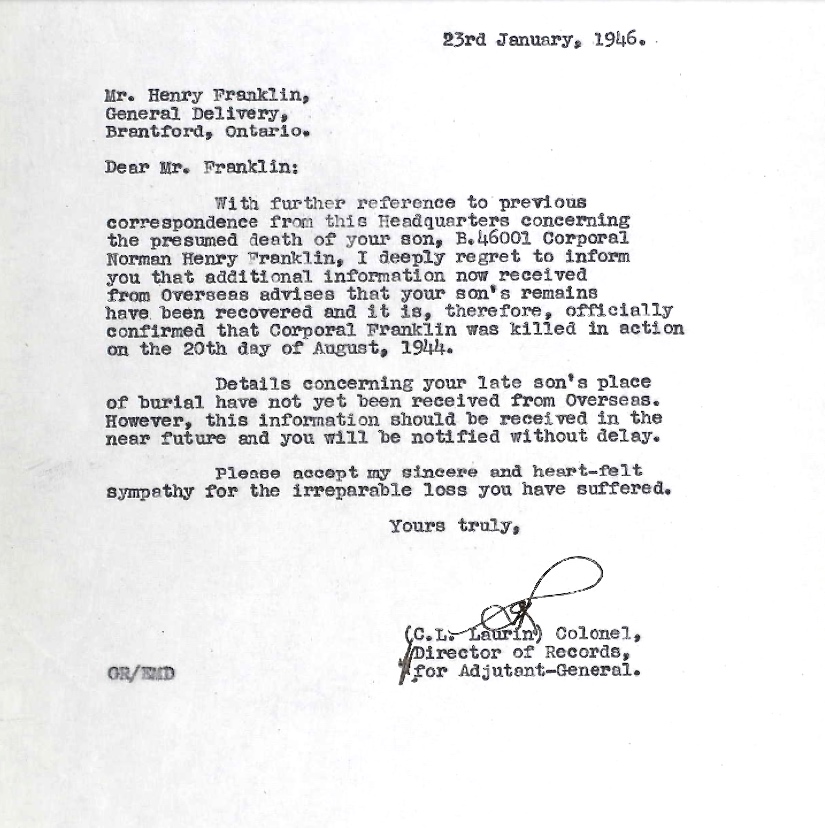 23rd January, 1946.
Mr. Henry Franklin,
General Delivery,
Brantford, Ontario.
Dear Mr. Franklin:
With further reference to previous
correspondence from this Headquarters concerning
the presumed death of your son, B.46001 Corporal
Norman Henry Franklin, I deeply regret to inform
you that additional information now received
from Overseas advises that your son's remains
have been recovered and it is, therefore, officially
confirmed that Corporal Franklin was killed in action
on the 20th day of August, 1944.
Details concerning your late son's place
of burial have not yet been received from Overseas.
However, this information should be received in the
near future and you will be notified without delay.
Please accept my sincere and heart-felt
sympathy for the irreparable loss you have suffered.
Yours truly,
(C.L. Laurin) Colonel,
Director of Records,
for Adjutant-General.
OR/EMD